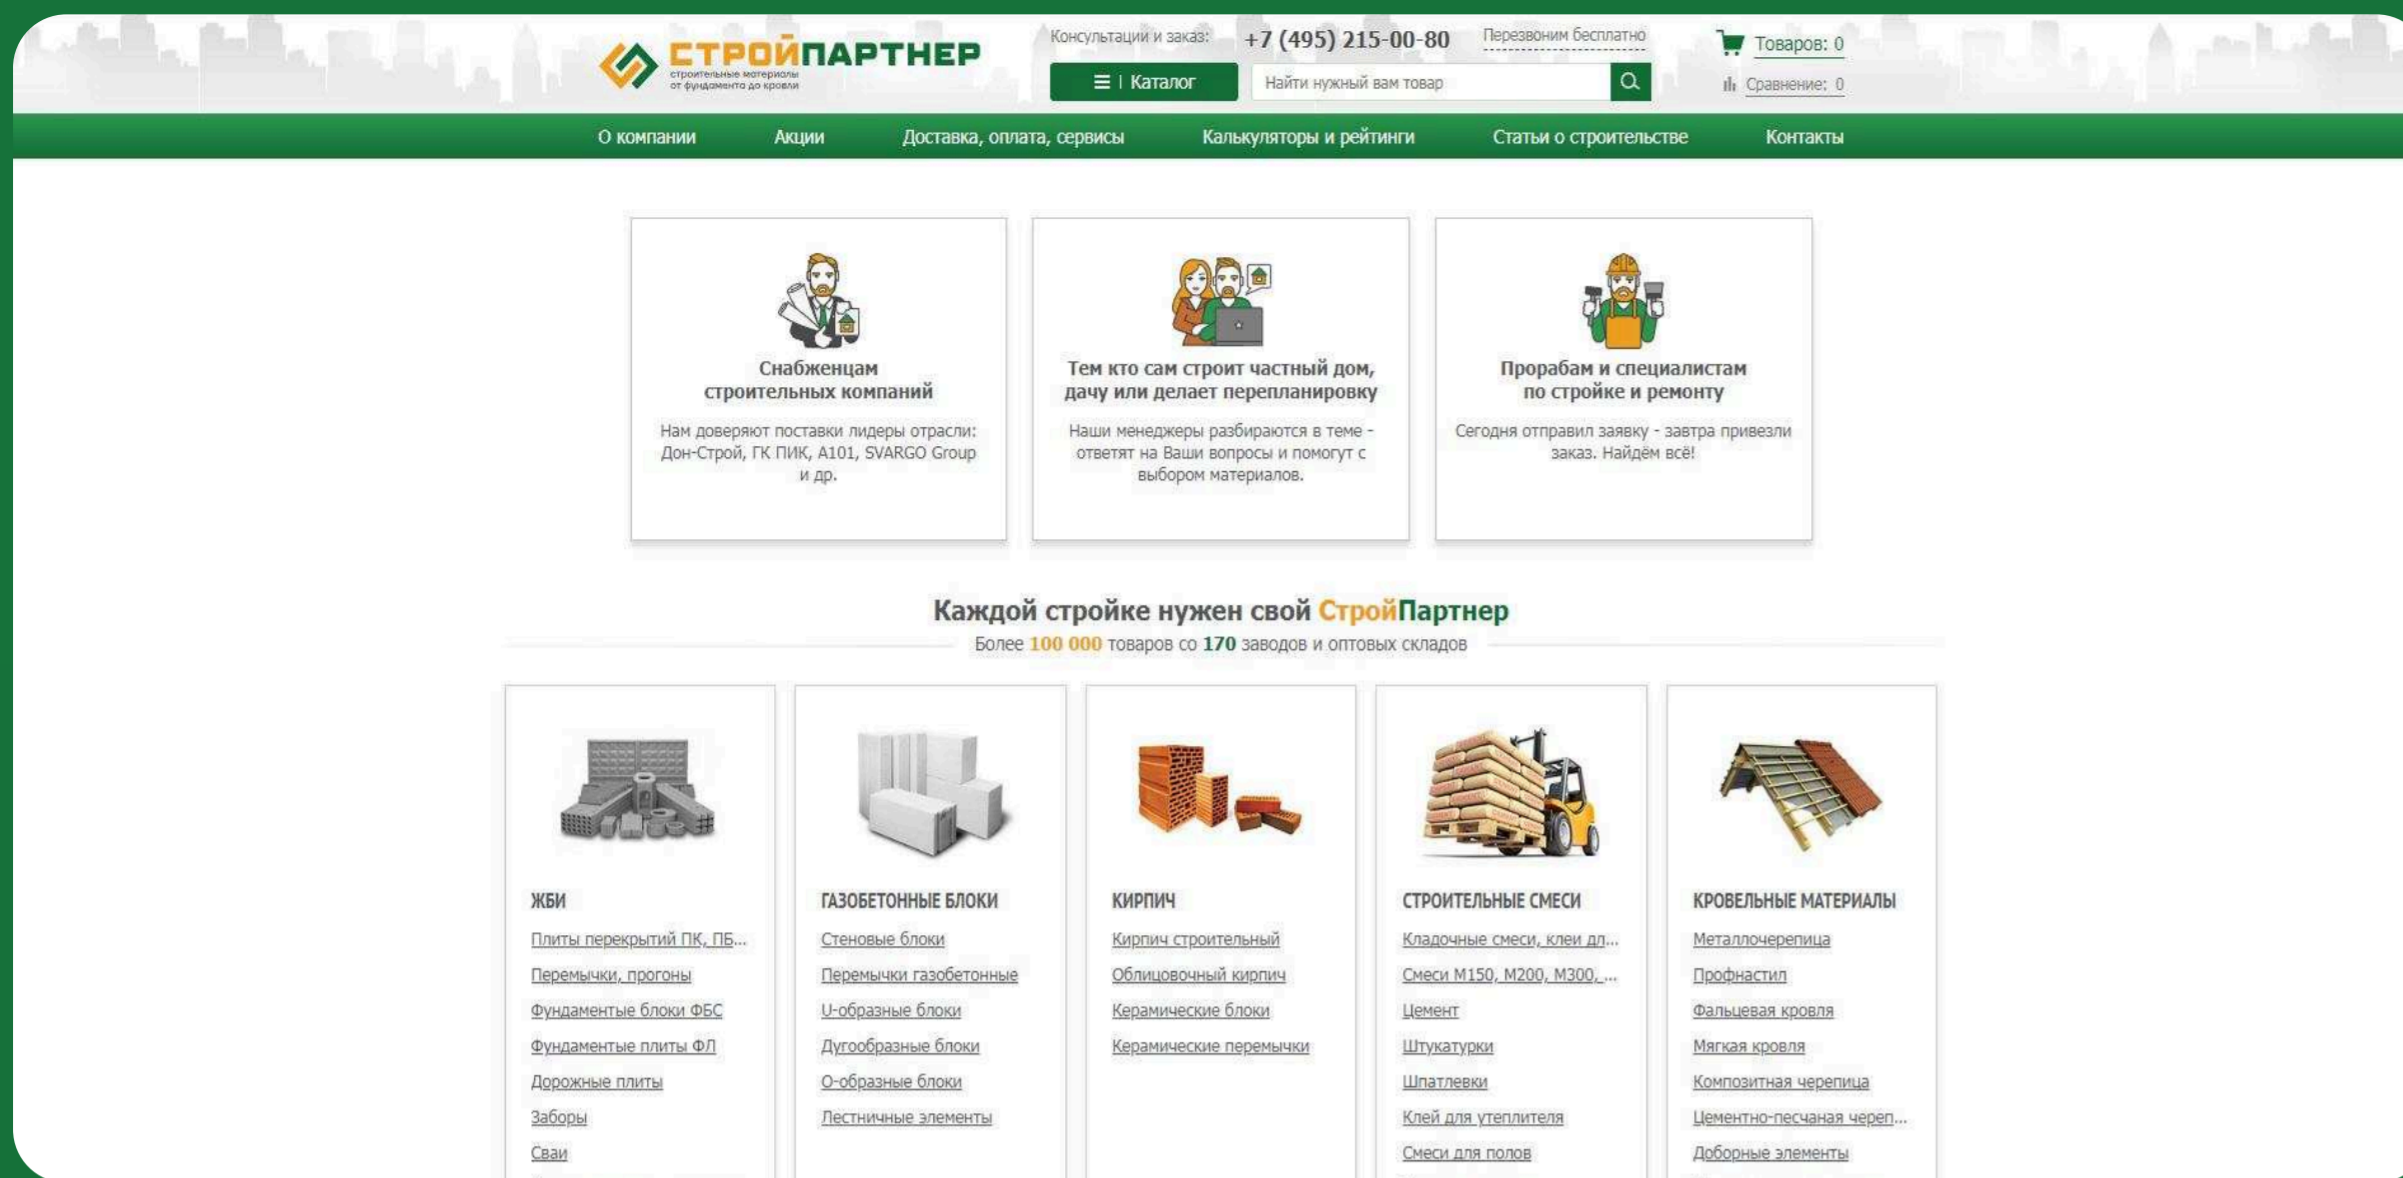 СТРОЙПАРТНЕР
строительные материалы
от фундамента до кровли
Консультации и заказ:
+7 (495) 215-00-80
Перезвоним бесплатно
Товаров: 0
Каталог
Найти нужный вам товар
Сравнение: 0
О компании
Акции
Доставка, оплата, сервисы
Калькуляторы и рейтинги
Статьи о строительстве
Контакты
Снабженцам
строительных компаний
Нам доверяют поставки лидеры отрасли:
Дон-Строй, ГК ПИК, А101, SVARGO Group
и др.
Тем кто сам строит частный дом,
дачу или делает перепланировку
Наши менеджеры разбираются в теме -
ответят на Ваши вопросы и помогут с
выбором материалов.
Прорабам и специалистам
по стройке и ремонту
Сегодня отправил заявку - завтра привезли
заказ. Найдём всё!
Каждой стройке нужен свой СтройПартнер
Более 100 000 товаров со 170 заводов и оптовых складов
ЖБИ
Плиты перекрытий ПК, ПБ...
Перемычки, прогоны
Фундаментые блоки ФБС
Фундаментые плиты ФЛ
Дорожные плиты
Заборы
Сваи
ГАЗОБЕТОННЫЕ БЛОКИ
Стеновые блоки
Перемычки газобетонные
U-образные блоки
Дугообразные блоки
О-образные блоки
Лестничные элементы
КИРПИЧ
Кирпич строительный
Облицовочный кирпич
Керамические блоки
Керамические перемычки
СТРОИТЕЛЬНЫЕ СМЕСИ
Кладочные смеси, клеи дл...
Смеси М150, М200, М300, ...
Цемент
Штукатурки
Шпатлевки
Клей для утеплителя
Смеси для полов
КРОВЕЛЬНЫЕ МАТЕРИАЛЫ
Металлочерепица
Профнастил
Фальцевая кровля
Мягкая кровля
Композитная черепица
Цементно-песчаная череп...
Доборные элементы